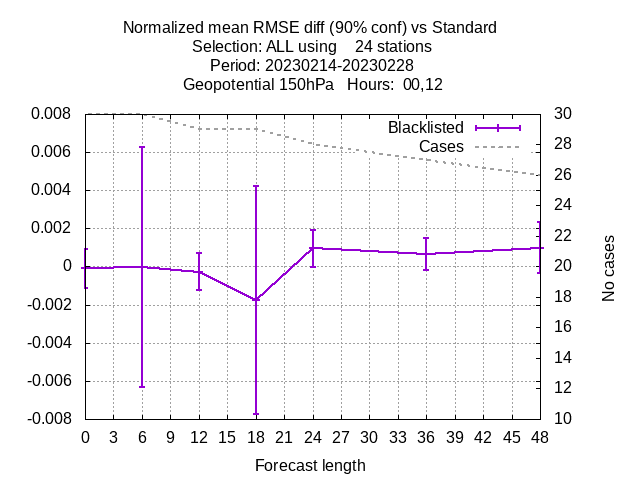 Normalized mean RMSE diff (90% conf) vs Standard
Selection: ALL using    24 stations
Period: 20230214-20230228
Geopotential 150hPa   Hours:  00,12
0.008
0.006
0.004
0.002
0
-0.002
-0.004
-0.006
-0.008
Blacklisted
Cases
30
28
26
24
22
20
18
16
14
12
10
No cases
0 3 6 9 12 15 18 21 24 27 30 33 36 39 42 45 48
Forecast length